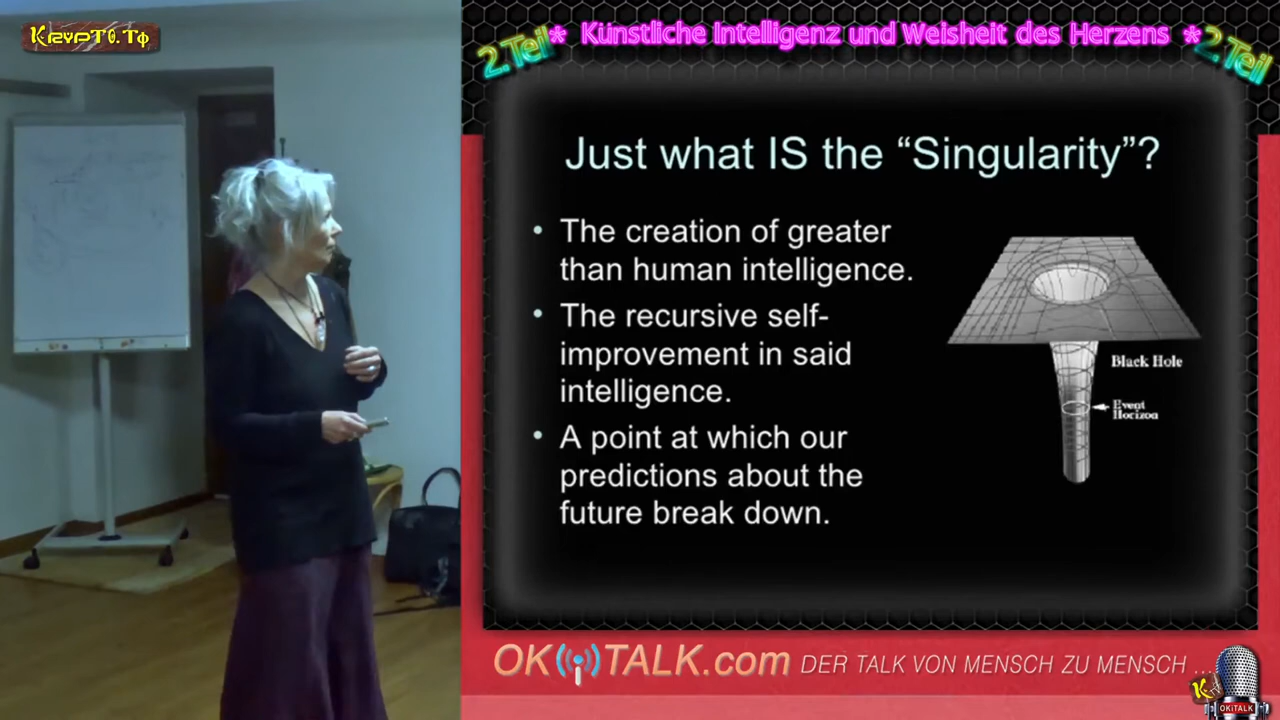 KrypT0.Tφ
2.Teil* Künstliche Intelligenz und Weisheit des Herzens *2.Teil
Just what IS the “Singularity”?
• The creation of greater
than human intelligence.
• The recursive self-
improvement in said
intelligence.
• A point at which our
predictions about the
future break down.
Black Hole
Event
Horizon
OKiTALK.com DER TALK VON MENSCH ZU MENSCH ...
OKiTALK